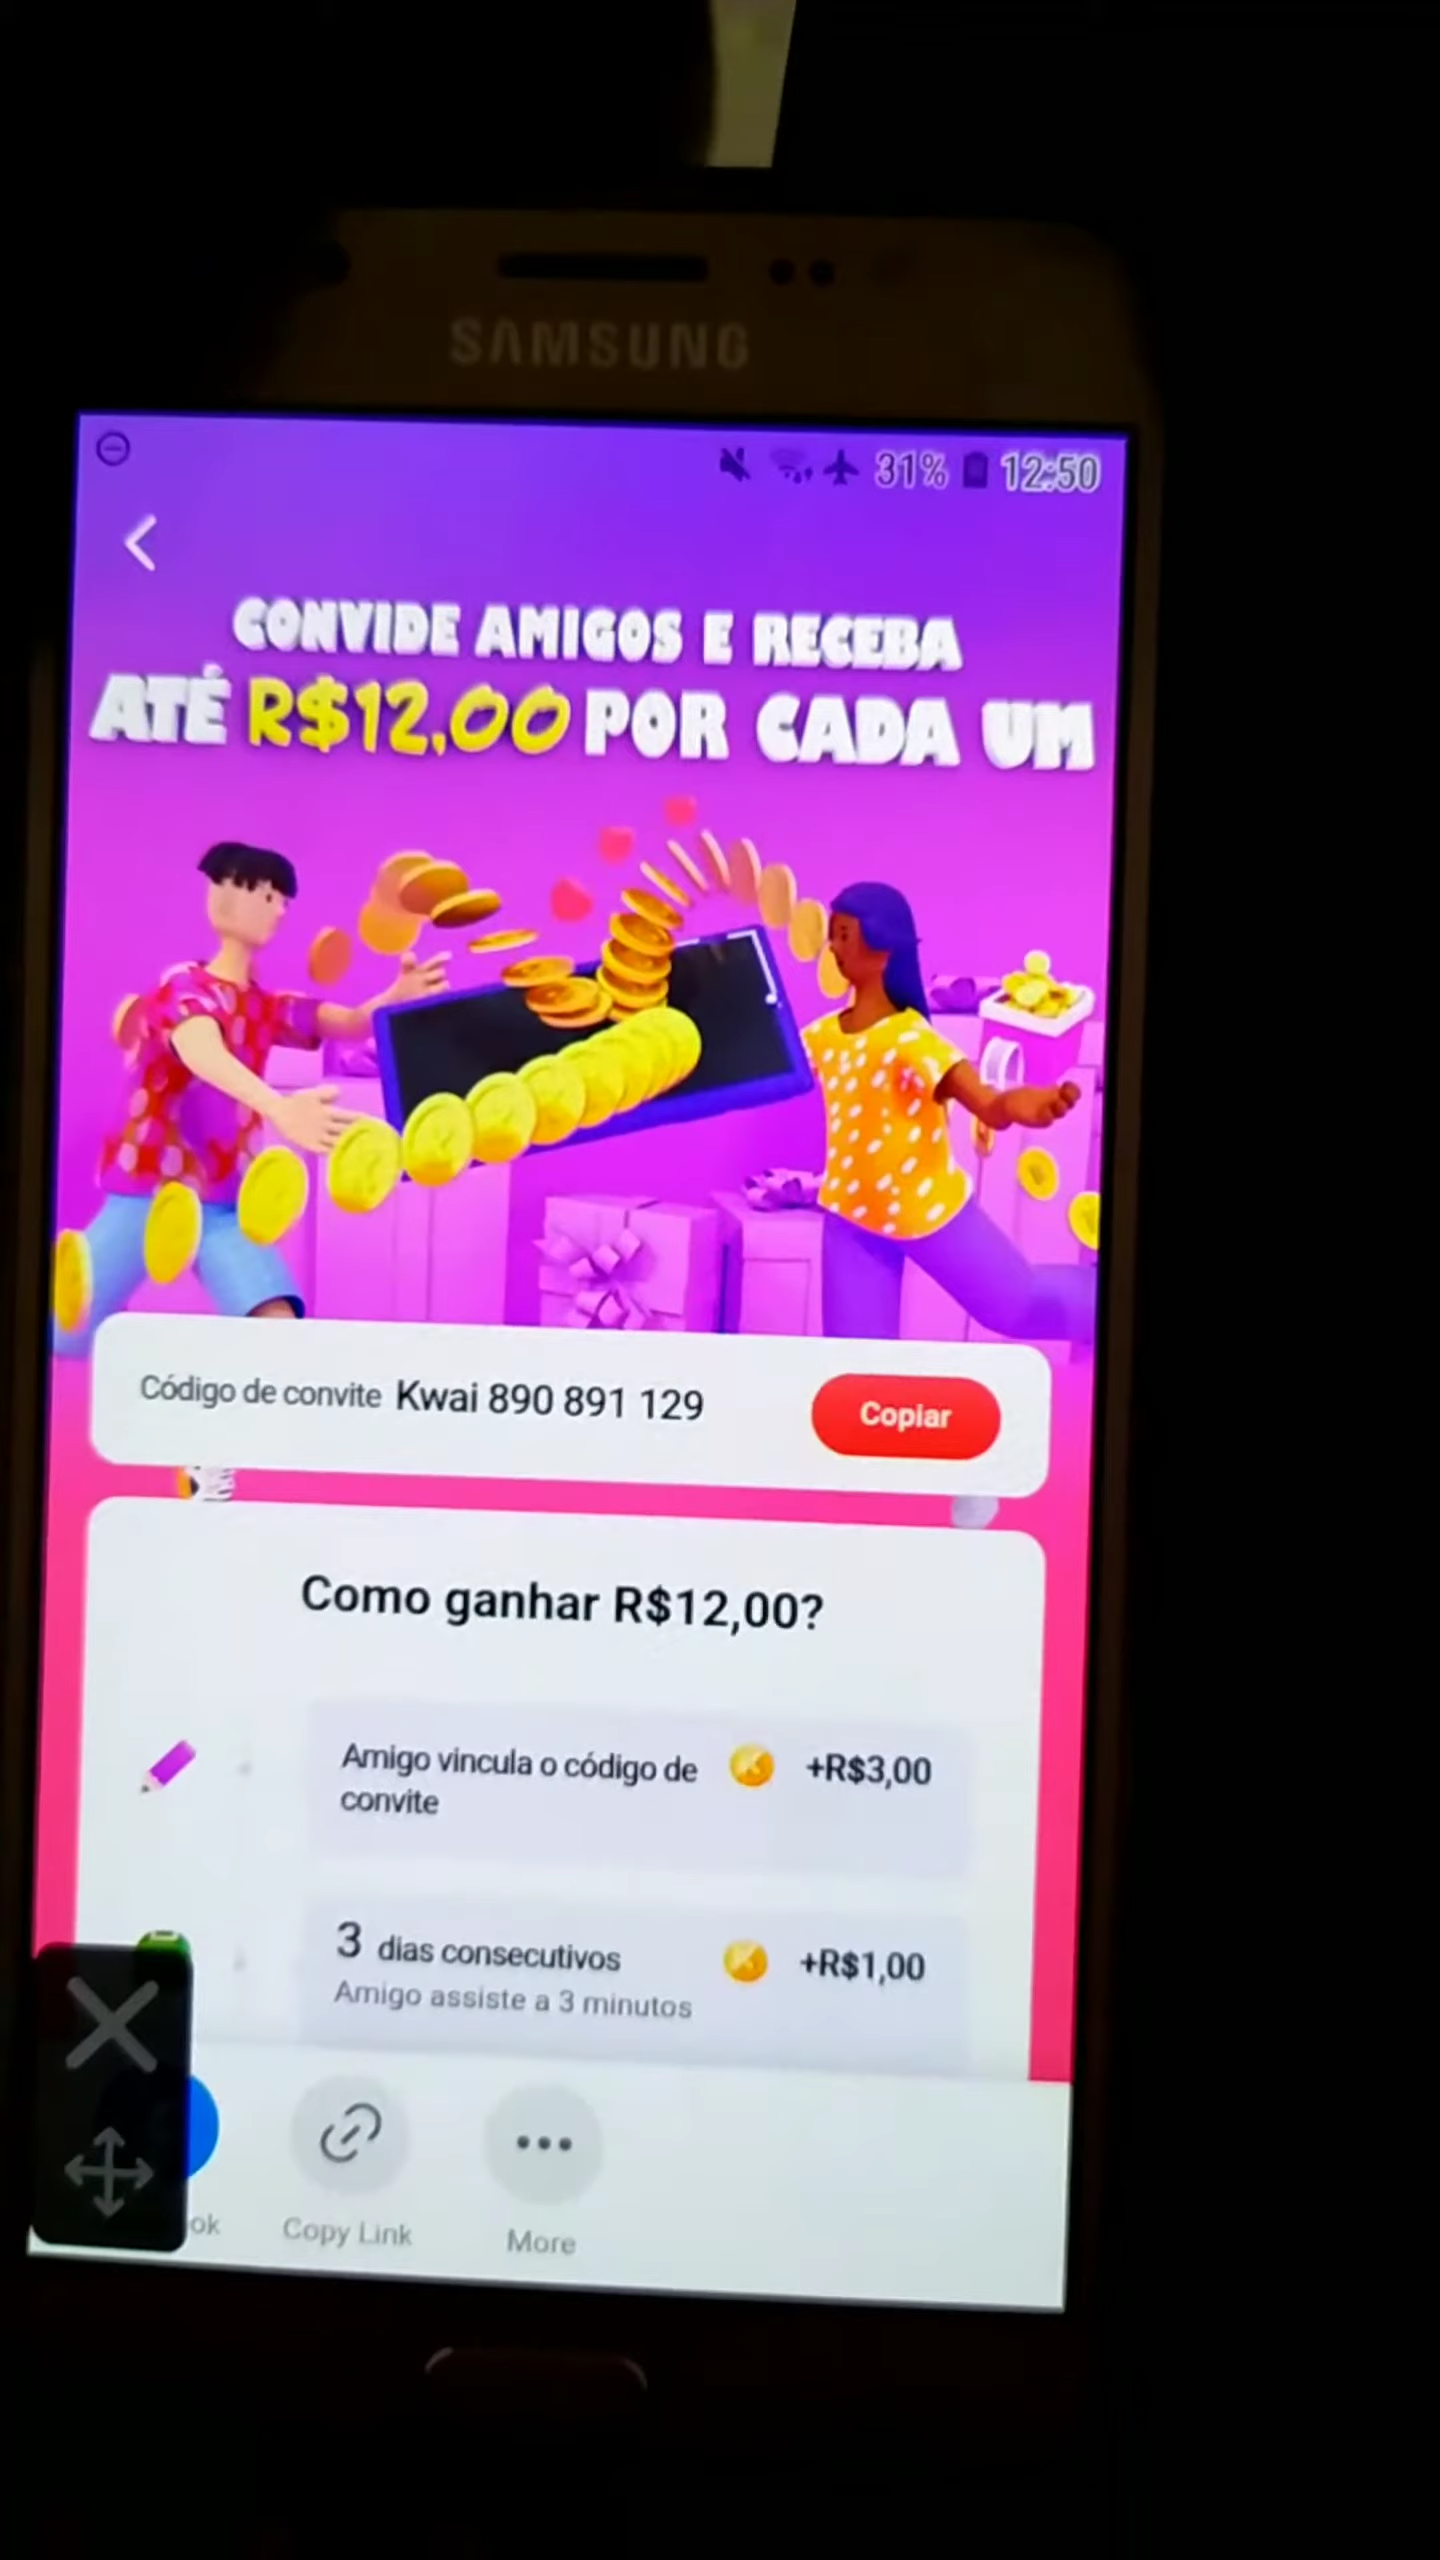 SAMSUNG
31% 12:50
CONVIDE AMIGOS E RECEBA
ATÉ R$12,00 POR CADA UM
Código de convite Kwai 890 891 129 Copiar
Como ganhar R$12,00?
Amigo vincula o código de convite +R$3,00
3 dias consecutivos +R$1,00
Amigo assiste a 3 minutos
ok Copy Link More